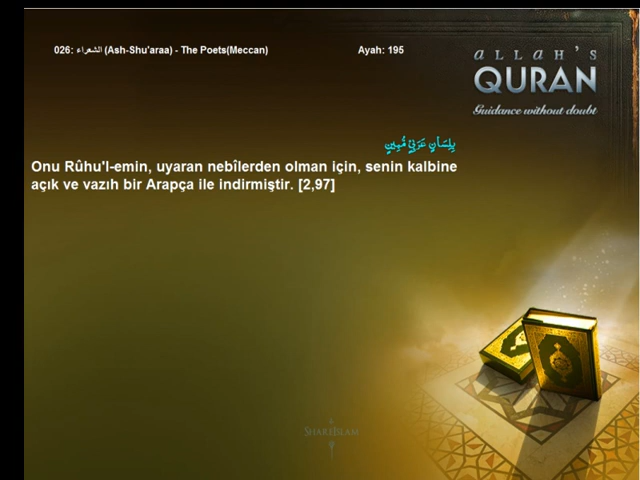 026: الشعراء (Ash-Shu'araa) - The Poets(Meccan) Ayah: 195
ALLAH'S
QURAN
Guidance without doubt
بِلِسَانٍ عَرَبِيٍّ مُّبِينٍ
Onu Rûhu'l-emin, uyaran nebîlerden olman için, senin kalbine
açık ve vazıh bir Arapça ile indirmiştir. [2,97]
SHAREISLAM